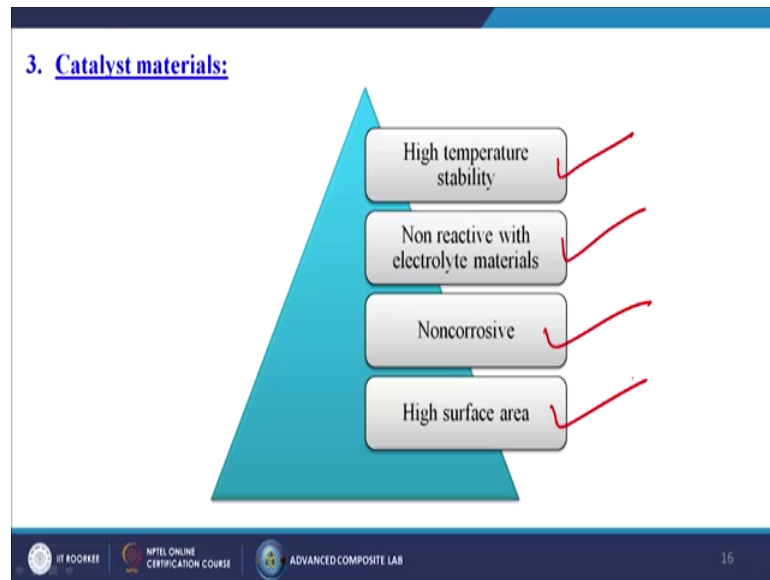 3. Catalyst materials:
High temperature
stability
Non reactive with
electrolyte materials
Noncorrosive
High surface area
IIT ROORKEE
NPTEL ONLINE
CERTIFICATION COURSE
ADVANCED COMPOSITE LAB
16